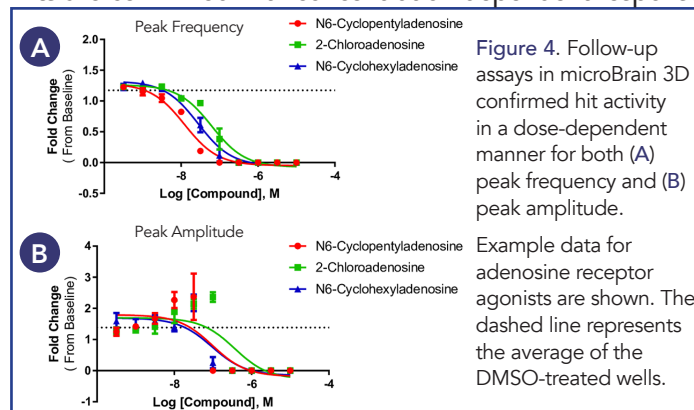 A
Peak Frequency
N6-Cyclopentyladenosine
2-Chloroadenosine
N6-Cyclohexyladenosine
Fold Change
( From Baseline)
2.0
1.5
1.0
0.5
0.0
-0.5
-10
-8
-6
-4
Log [Compound], M
B
Peak Amplitude
N6-Cyclopentyladenosine
2-Chloroadenosine
N6-Cyclohexyladenosine
Fold Change
( From Baseline)
4
3
2
1
0
-1
-8
-6
-4
-2
Log [Compound], M
Figure 4. Follow-up
assays in microBrain 3D
confirmed hit activity
in a dose-dependent
manner for both (A)
peak frequency and (B)
peak amplitude.
Example data for
adenosine receptor
agonists are shown. The
dashed line represents
the average of the
DMSO-treated wells.